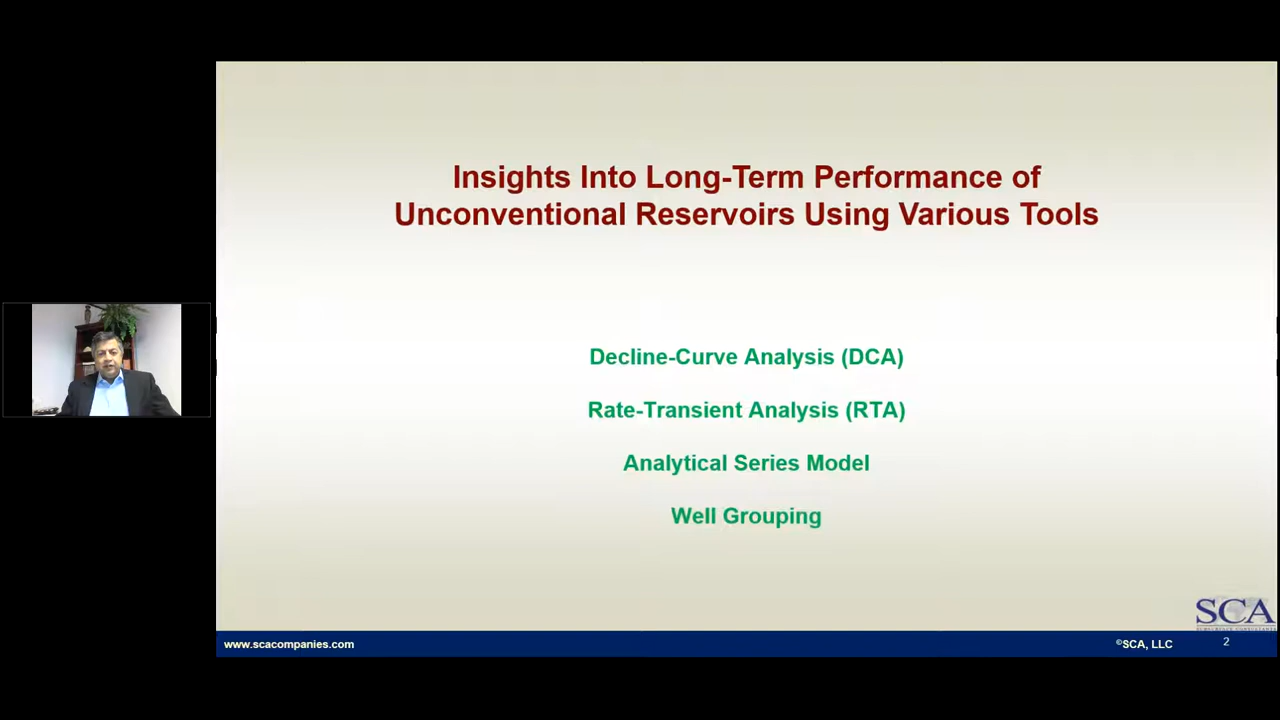 Insights Into Long-Term Performance of
Unconventional Reservoirs Using Various Tools
Decline-Curve Analysis (DCA)
Rate-Transient Analysis (RTA)
Analytical Series Model
Well Grouping
SCA
www.scacompanies.com
©SCA, LLC
2